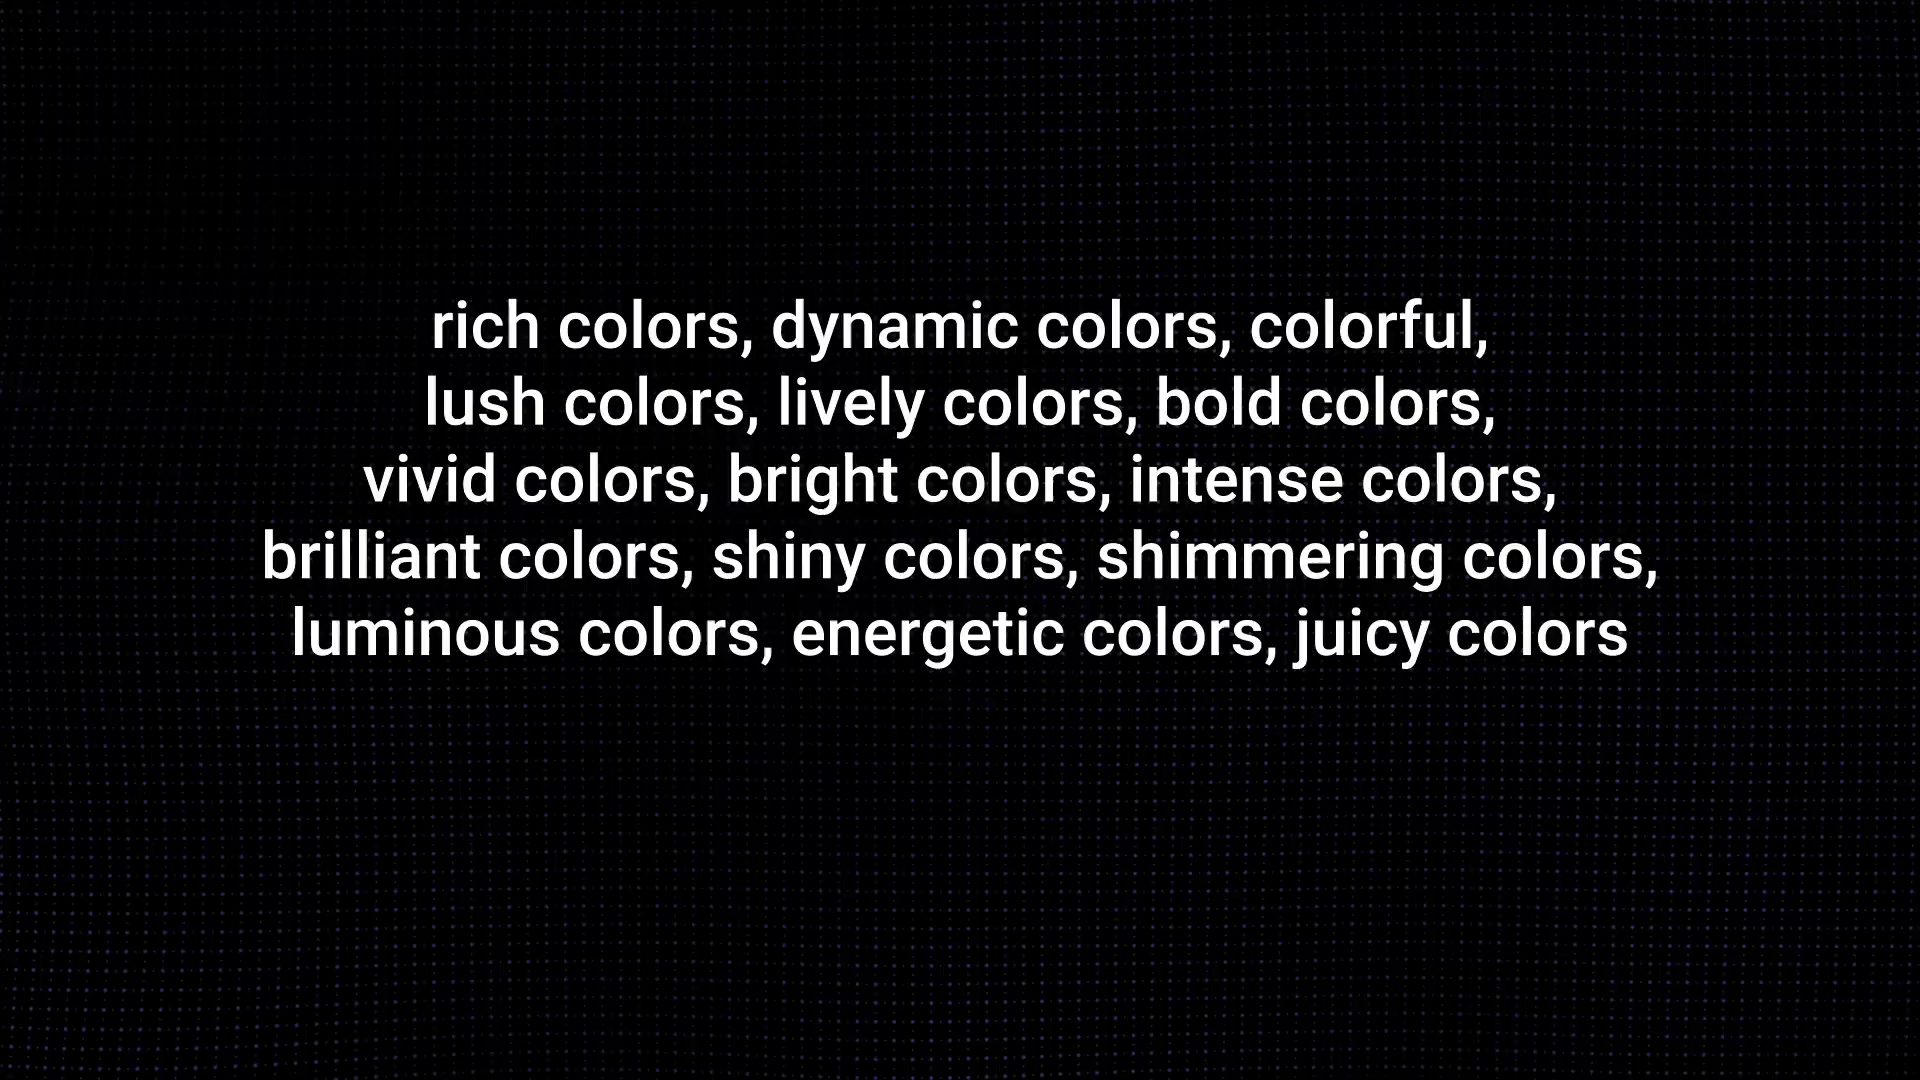 rich colors, dynamic colors, colorful,
lush colors, lively colors, bold colors,
vivid colors, bright colors, intense colors,
brilliant colors, shiny colors, shimmering colors,
luminous colors, energetic colors, juicy colors